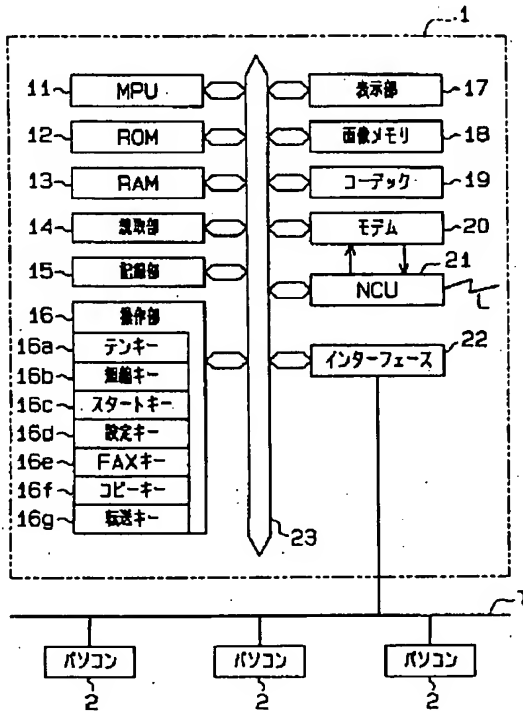 1
11 MPU
12 ROM
13 RAM
14 読取部
15 記録部
16 操作部
16a テンキー
16b 短縮キー
16c スタートキー
16d 設定キー
16e FAXキー
16f コピーキー
16g 転送キー
表示部 17
画像メモリ 18
コーデック 19
モデム 20
21
NCU
L
インターフェース 22
23
パソコン パソコン パソコン
2 2 2